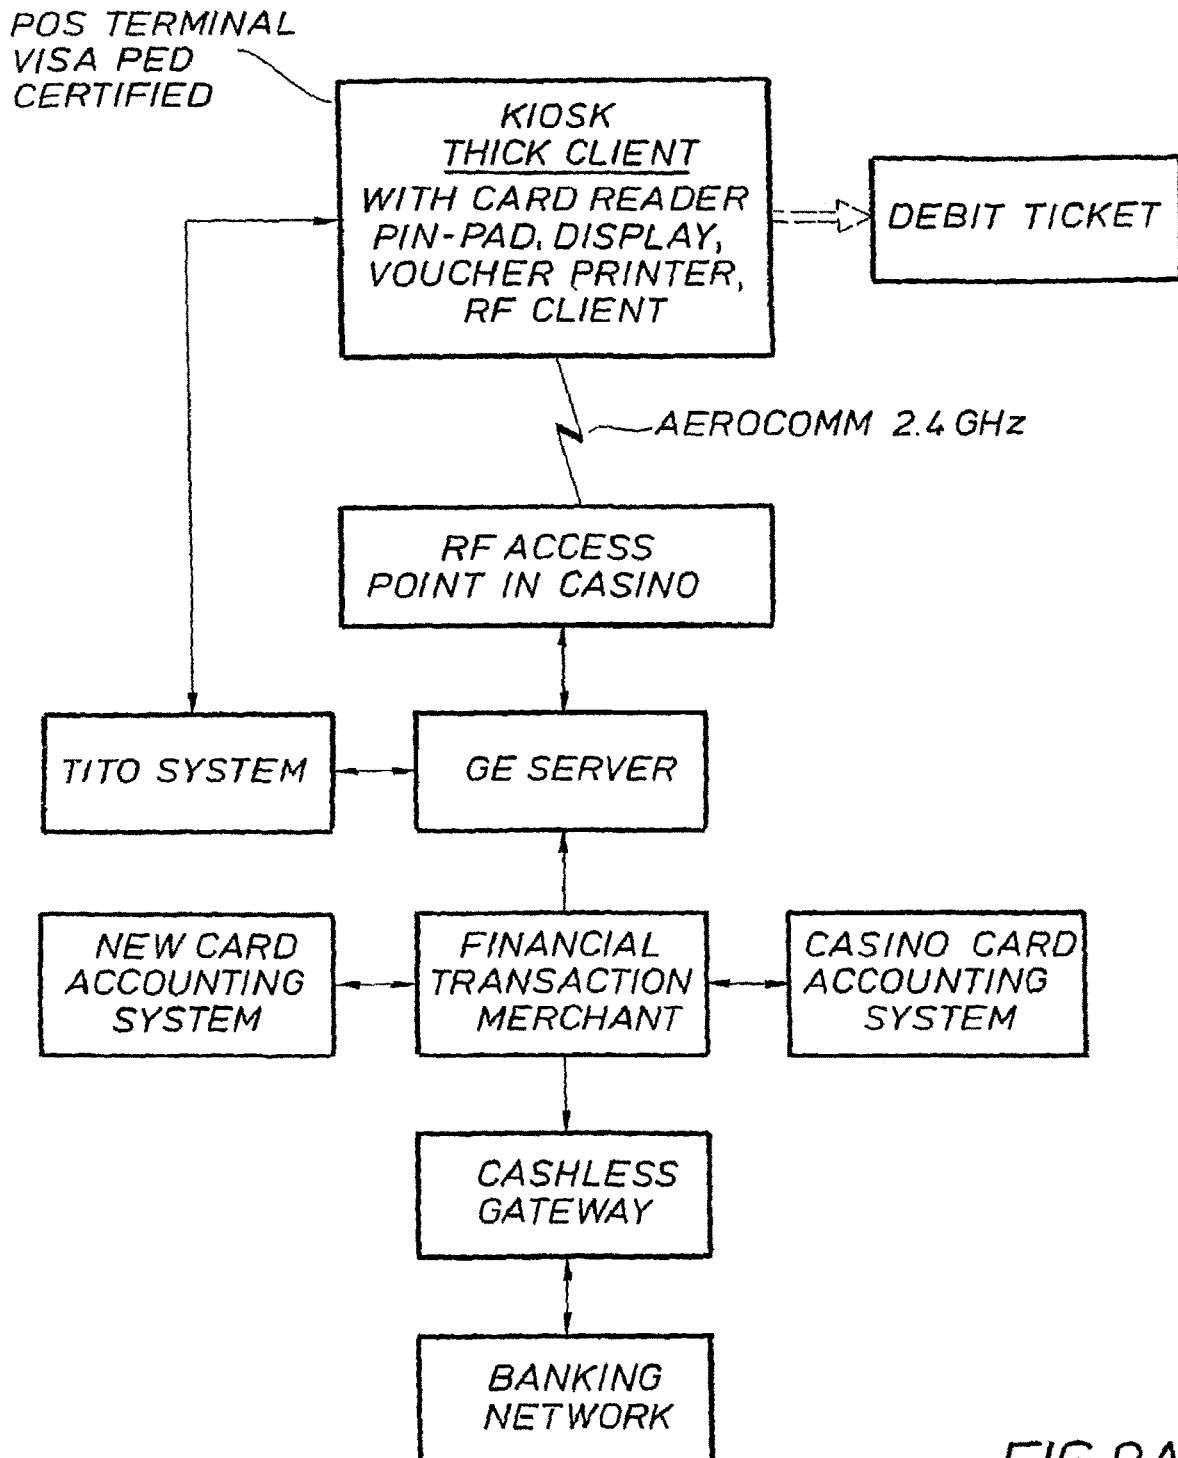 POS TERMINAL
VISA PED
CERTIFIED
KIOSK
THICK CLIENT
WITH CARD READER
PIN-PAD, DISPLAY,
VOUCHER PRINTER,
RF CLIENT
DEBIT TICKET
AEROCOMM 2.4 GHz
RF ACCESS
POINT IN CASINO
TITO SYSTEM
GE SERVER
NEW CARD
ACCOUNTING
SYSTEM
FINANCIAL
TRANSACTION
MERCHANT
CASINO CARD
ACCOUNTING
SYSTEM
CASHLESS
GATEWAY
BANKING
NETWORK